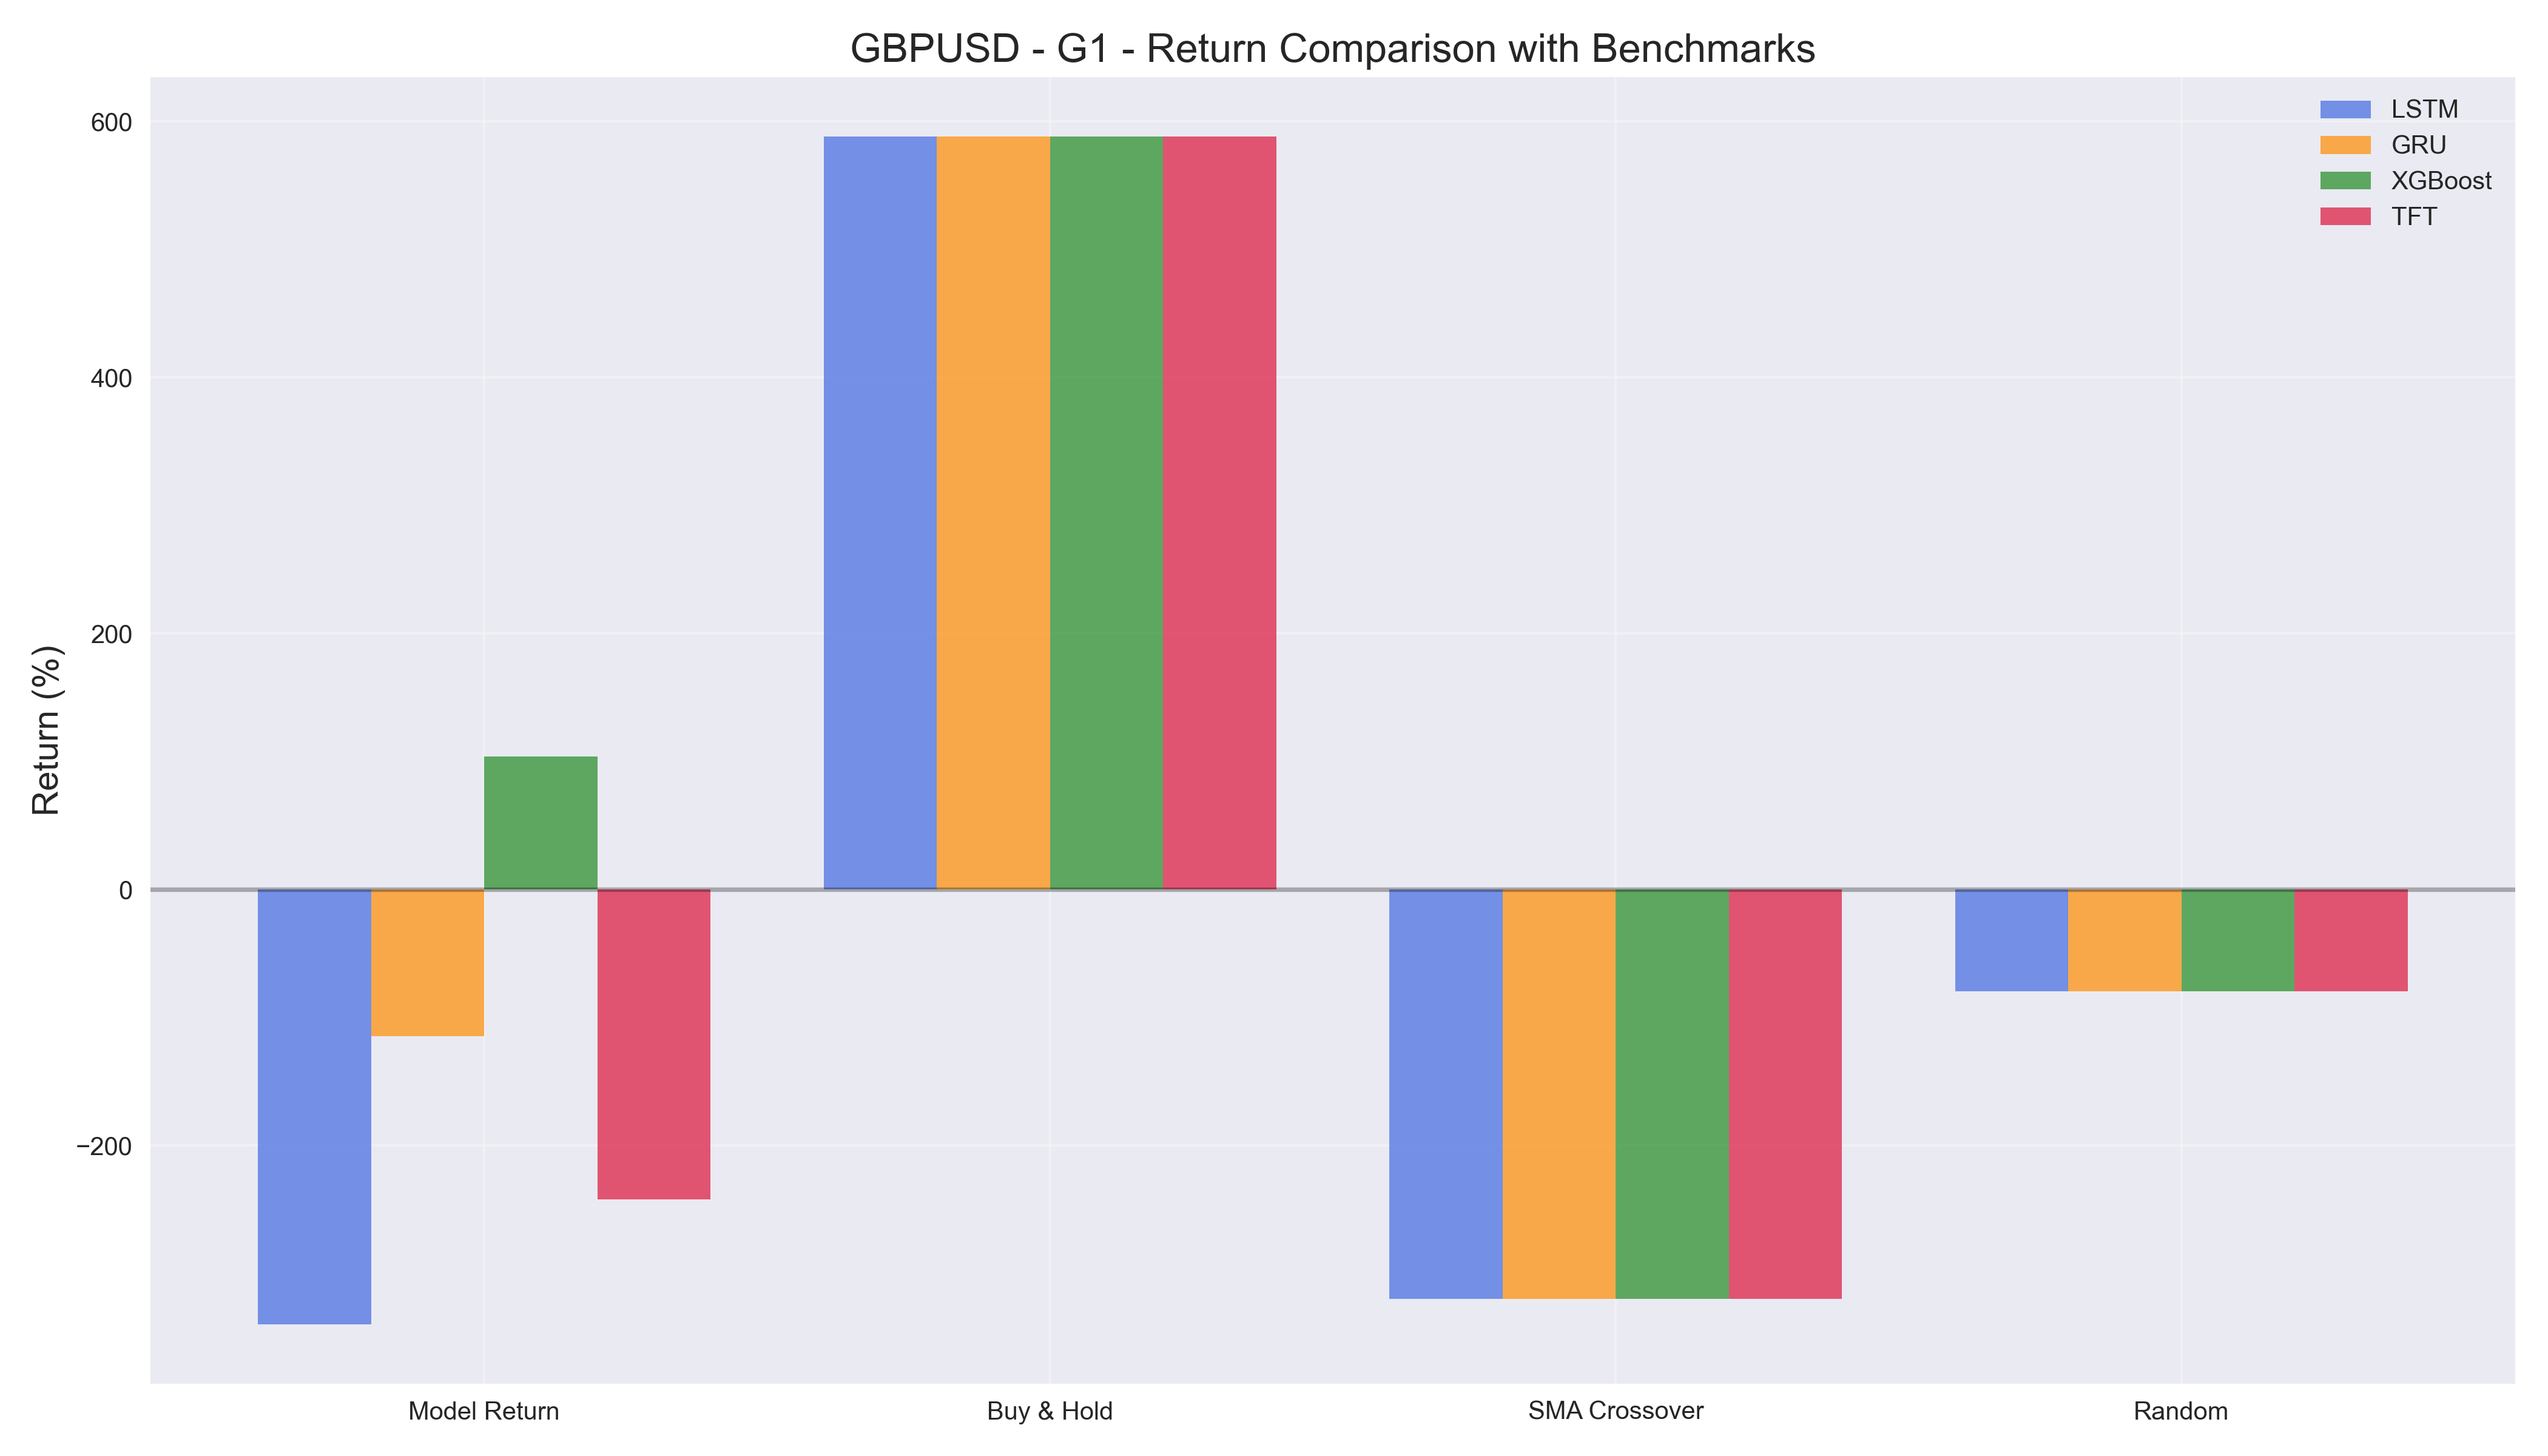 GBPUSD - G1 - Return Comparison with Benchmarks
LSTM
GRU
XGBoost
TFT
Return (%)
600
400
200
0
−200
Model Return
Buy & Hold
SMA Crossover
Random